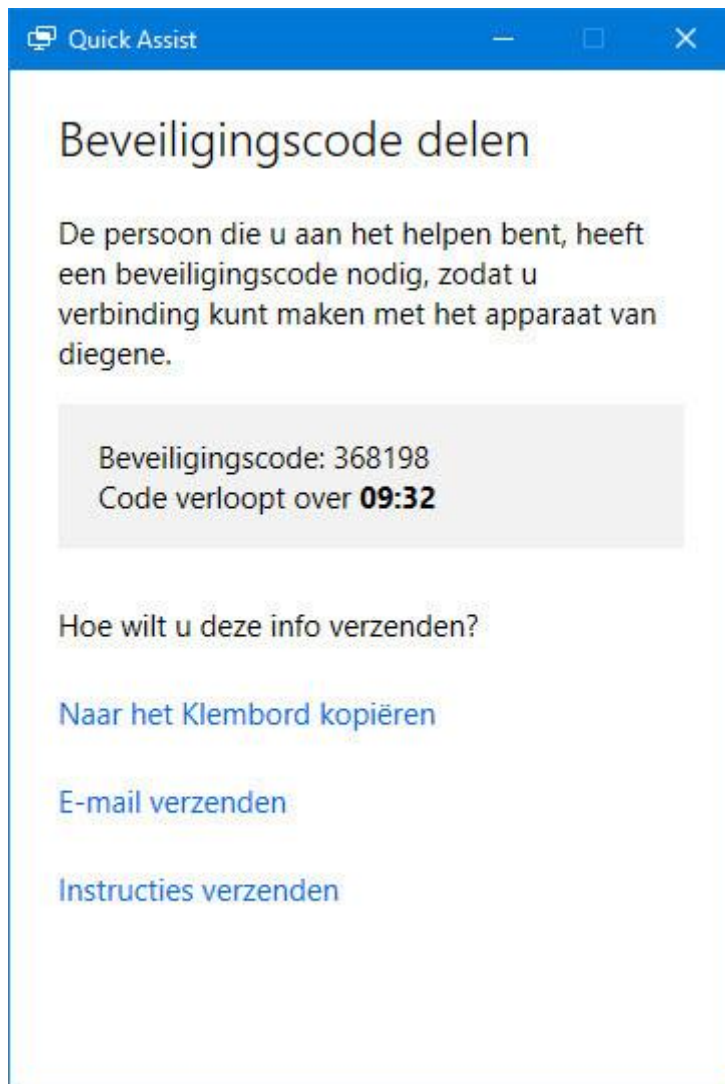 Quick Assist
Beveiligingscode delen
De persoon die u aan het helpen bent, heeft
een beveiligingscode nodig, zodat u
verbinding kunt maken met het apparaat van
diegene.
Beveiligingscode: 368198
Code verloopt over 09:32
Hoe wilt u deze info verzenden?
Naar het Klembord kopiëren
E-mail verzenden
Instructies verzenden